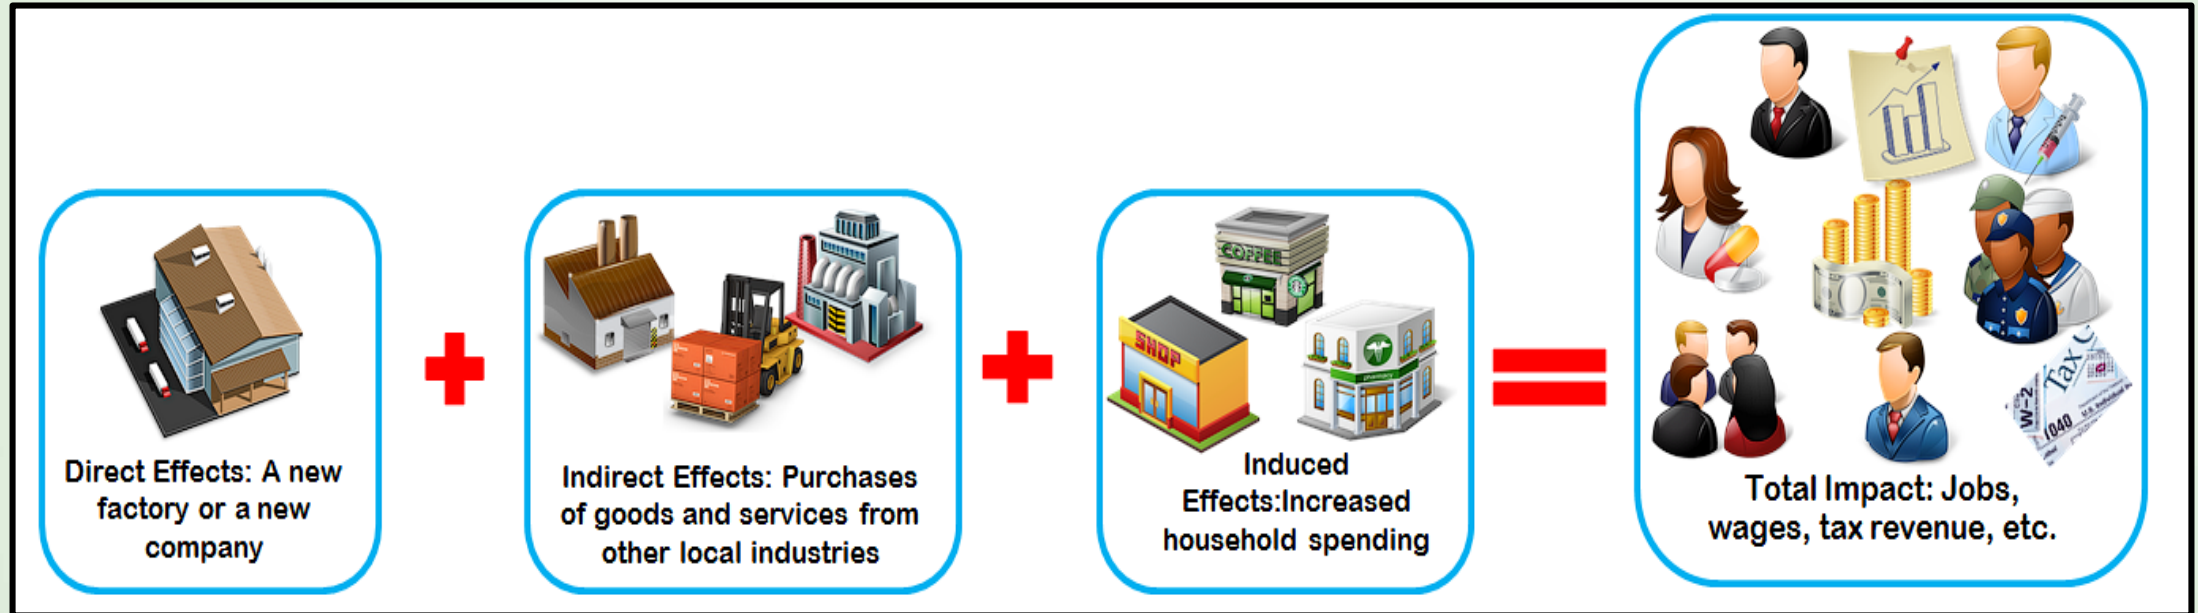 Direct Effects: A new
factory or a new
company
Indirect Effects: Purchases
of goods and services from
other local industries
COFFEE
SHOP
pharmacy
Induced
Effects:Increased
household spending
W-2
1040
Tax
Total Impact: Jobs,
wages, tax revenue, etc.